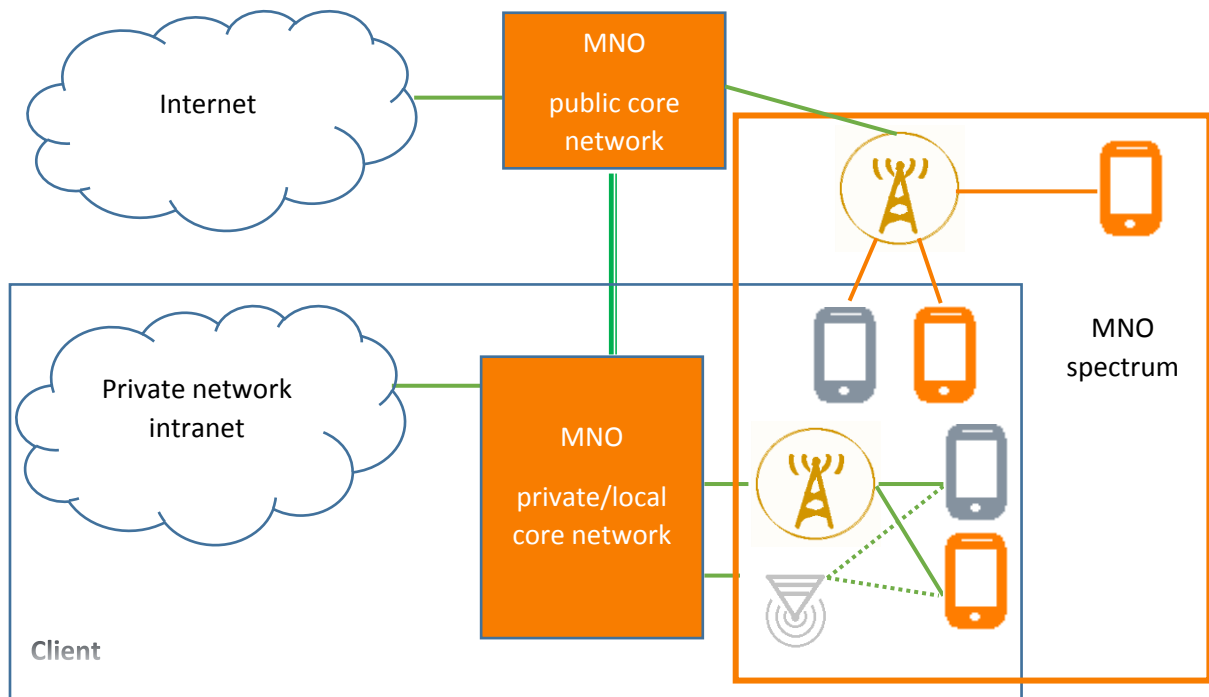 Internet
MNO
public core
network
MNO
spectrum
Private network
intranet
MNO
private/local
core network
Client